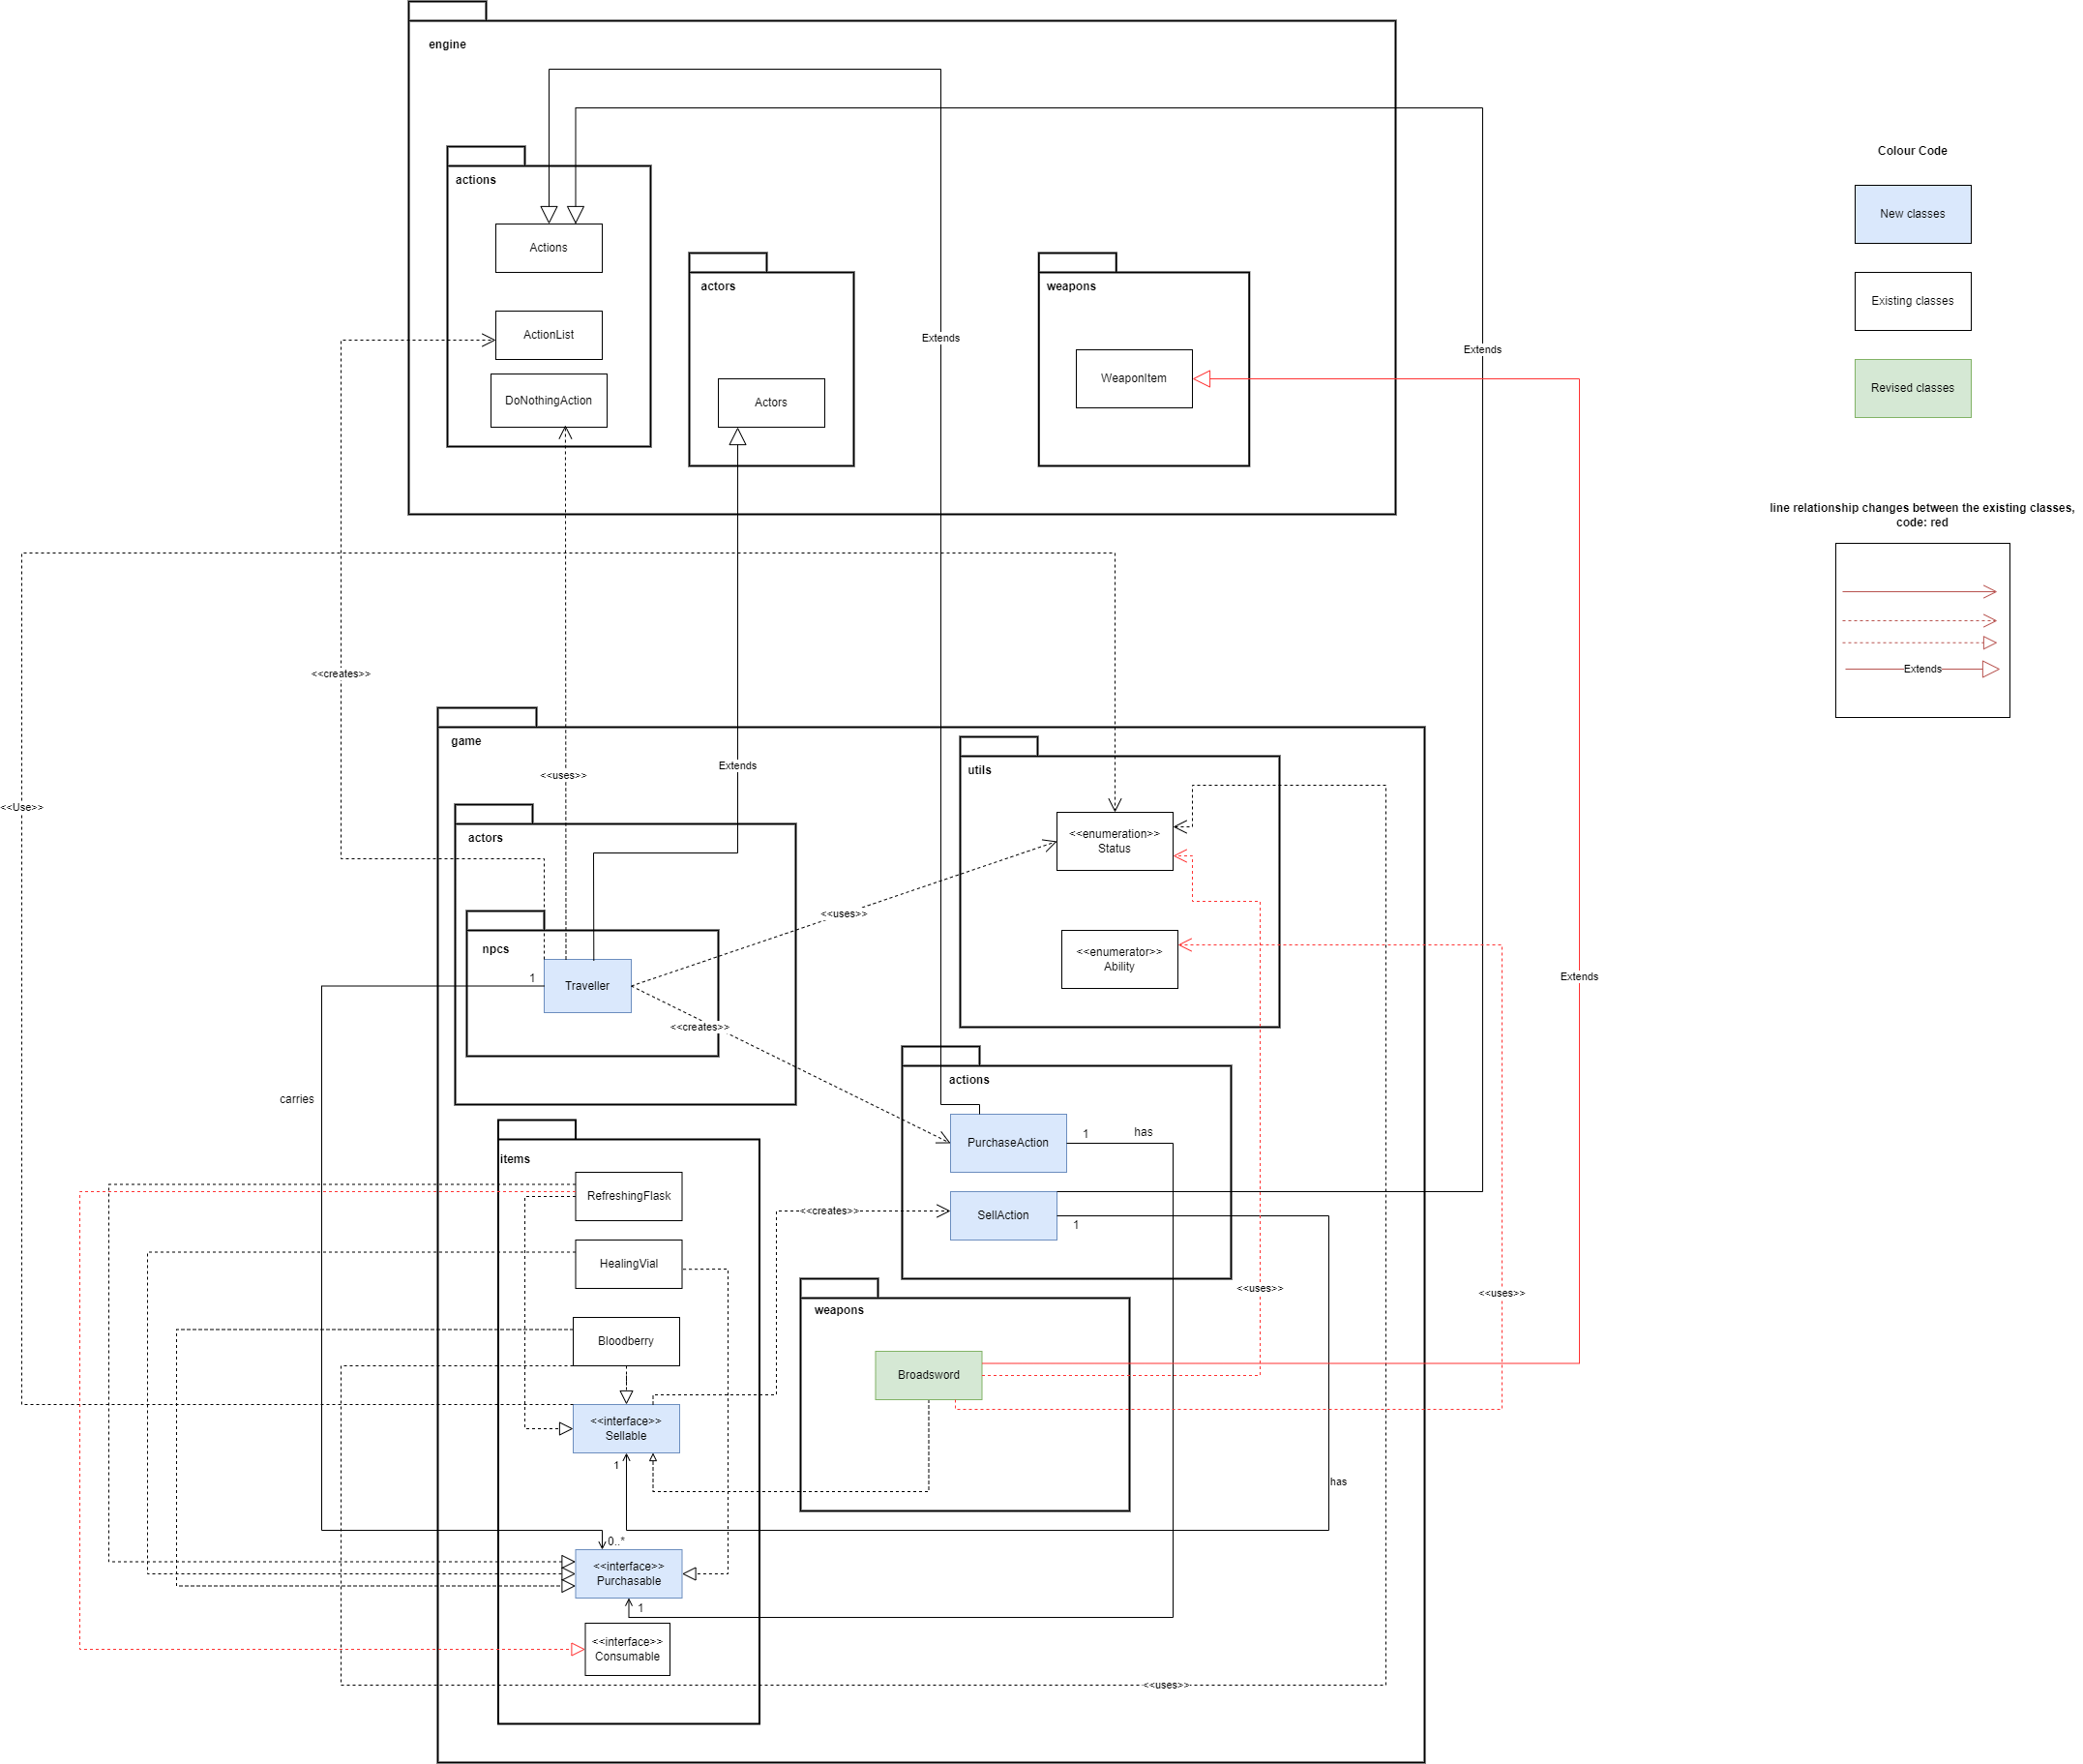 engine
Colour Code
actions
New classes
Actions
actors
weapons
Existing classes
ActionList
Extends
Extends
WeaponItem
Revised classes
DoNothingAction
Actors
line relationship changes between the existing classes,
code: red
Extends
<<creates>>
game
Extends
utils
<<uses>>
<<Use>>
actors
<<enumeration>>
Status
<<uses>>
npcs
<<enumerator>>
Ability
1
Traveller
Extends
<<creates>>
actions
carries
PurchaseAction
1
has
items
RefreshingFlask
<<creates>>
SellAction
1
HealingVial
<<uses>>
<<uses>>
weapons
Bloodberry
Broadsword
<<interface>>
Sellable
1
has
0..*
<<interface>>
Purchasable
1
<<interface>>
Consumable
<<uses>>